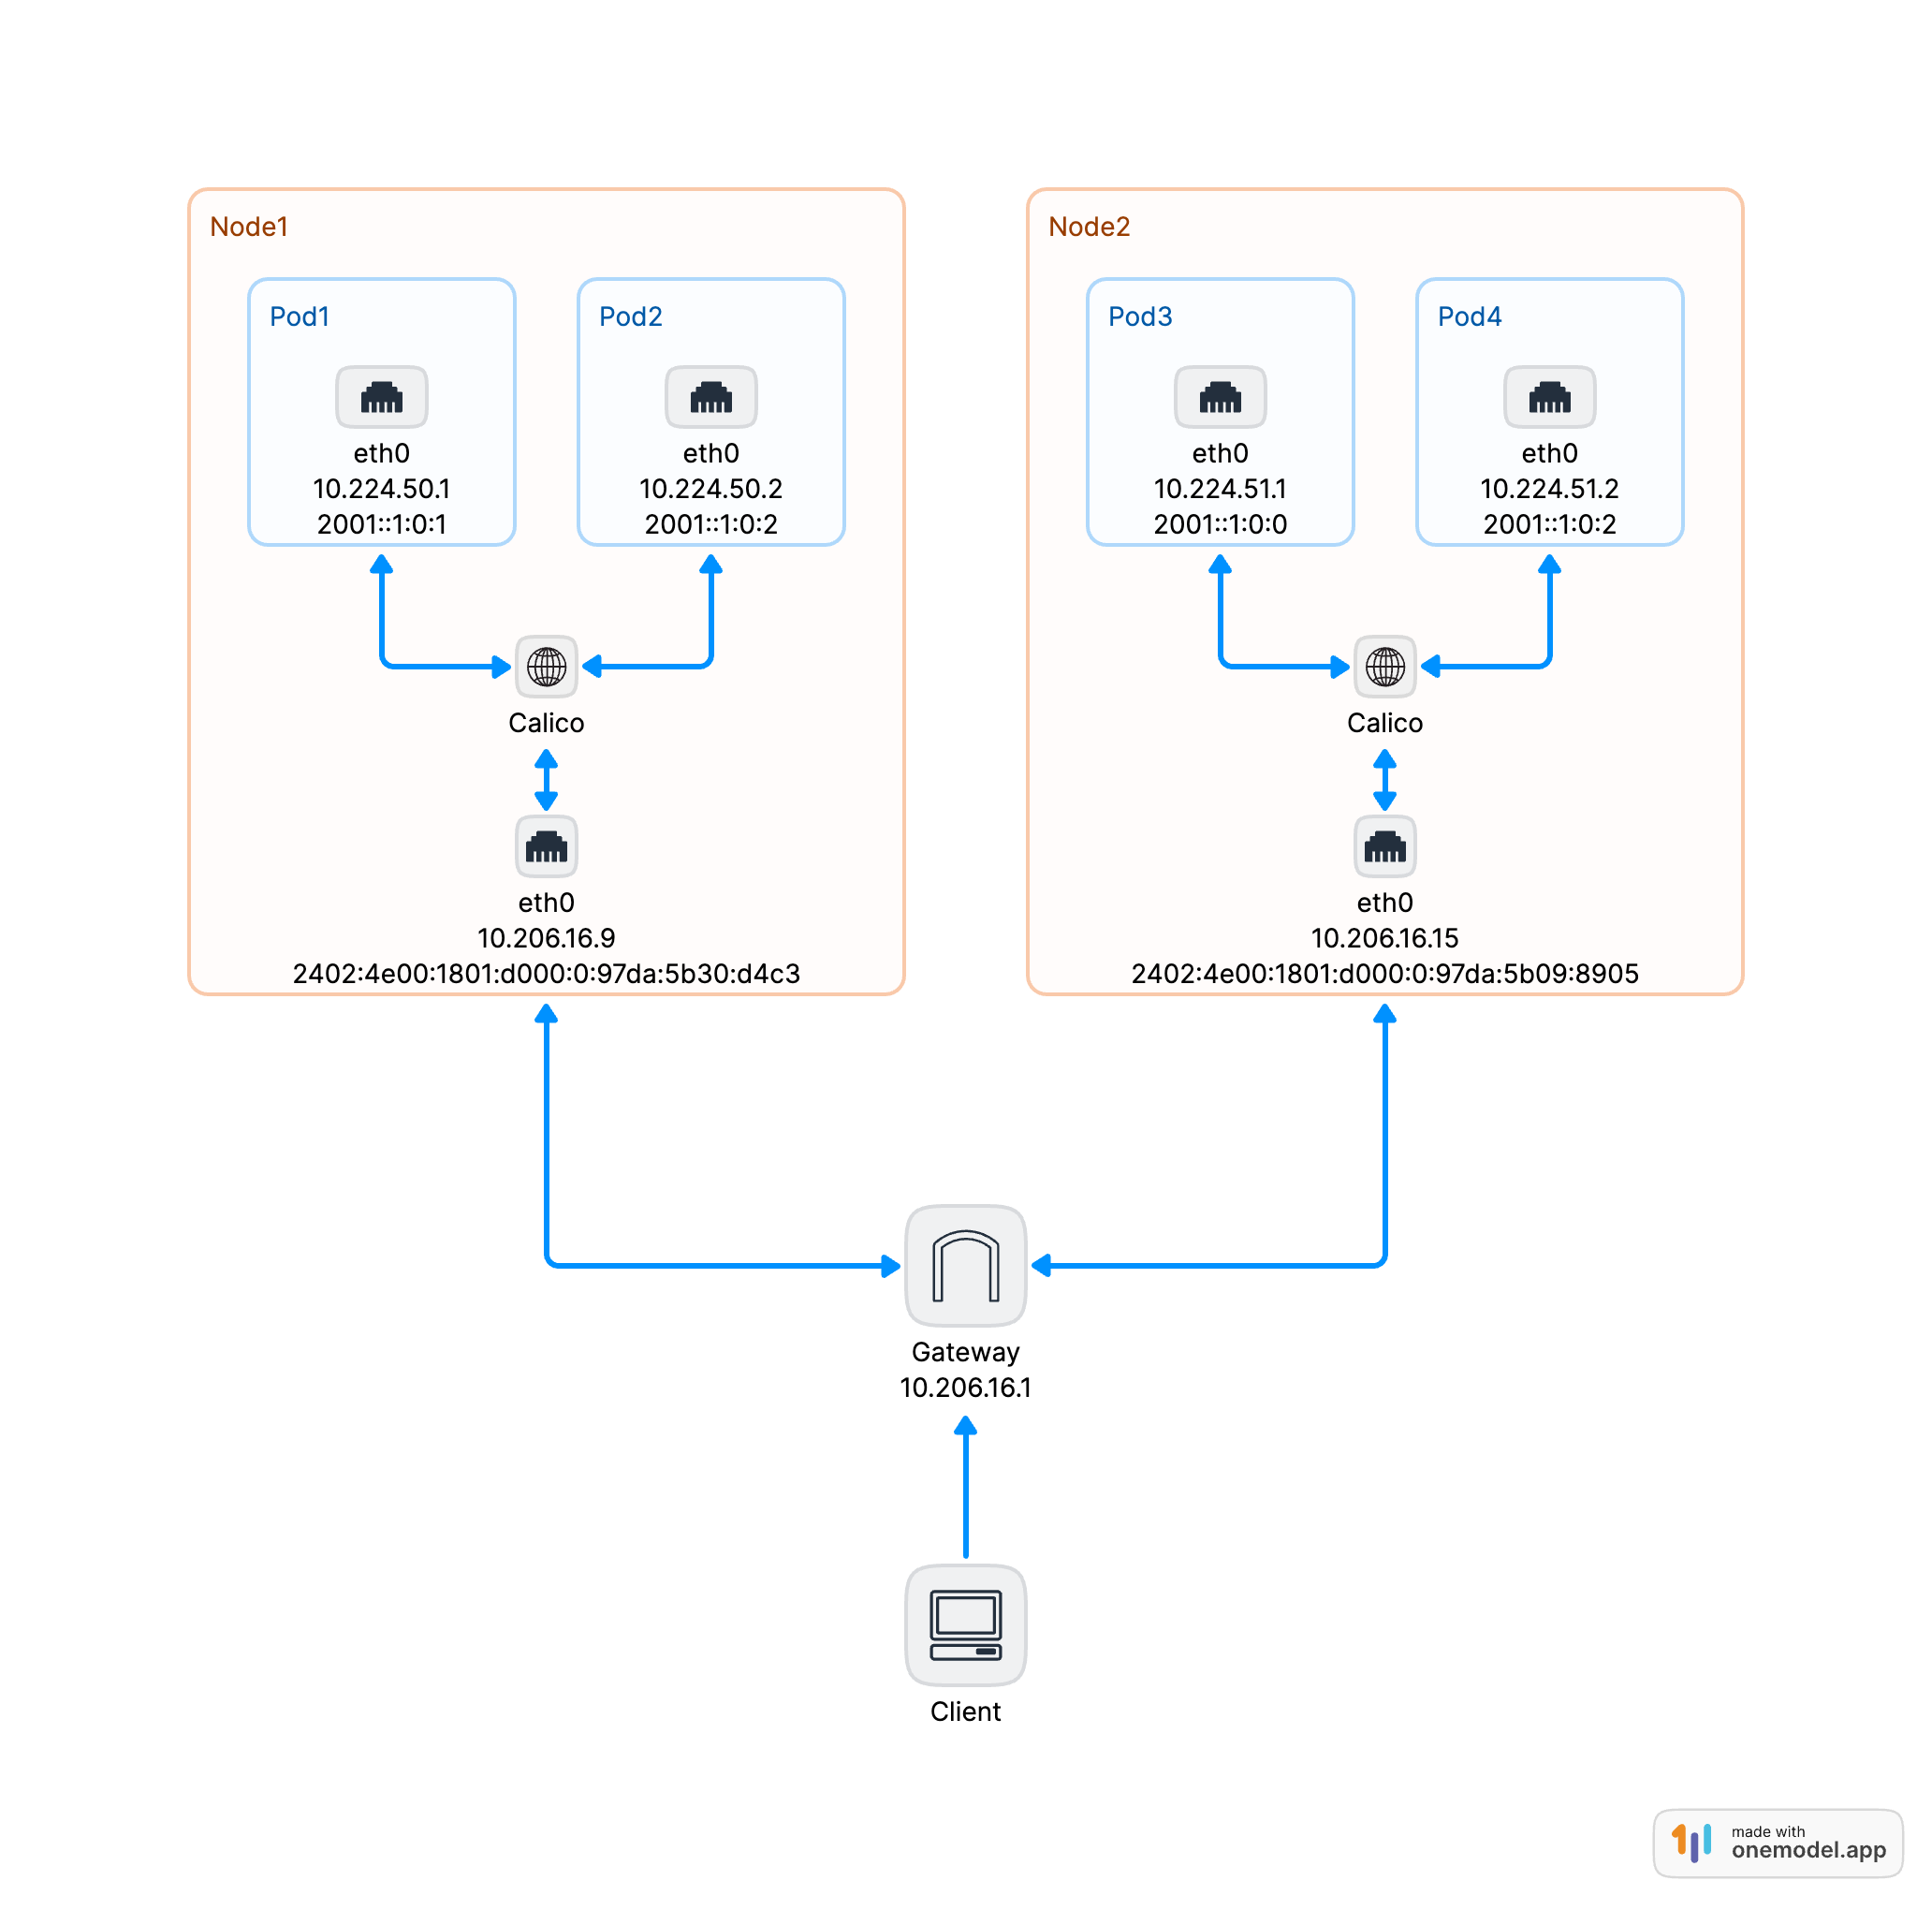 Node1
Pod1
eth0
10.224.50.1
2001::1:0:1
Pod2
eth0
10.224.50.2
2001::1:0:2
Calico
eth0
10.206.16.9
2402:4e00:1801:d000:0:97da:5b30:d4c3
Node2
Pod3
eth0
10.224.51.1
2001::1:0:0
Pod4
eth0
10.224.51.2
2001::1:0:2
Calico
eth0
10.206.16.15
2402:4e00:1801:d000:0:97da:5b09:8905
Gateway
10.206.16.1
Client
made with
onemodel.app